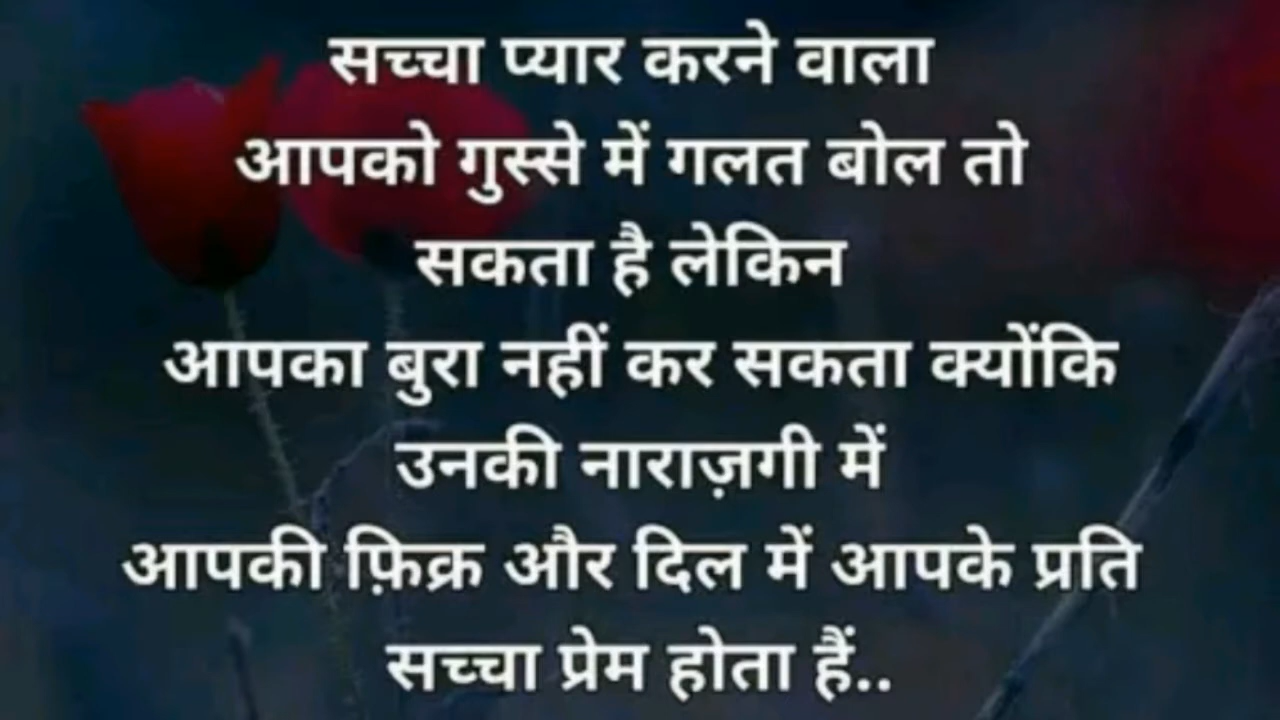 सच्चा प्यार करने वाला
आपको गुस्से में गलत बोल तो
सकता है लेकिन
आपका बुरा नहीं कर सकता क्योंकि
उनकी नाराज़गी में
आपकी फ़िक्र और दिल में आपके प्रति
सच्चा प्रेम होता हैं..